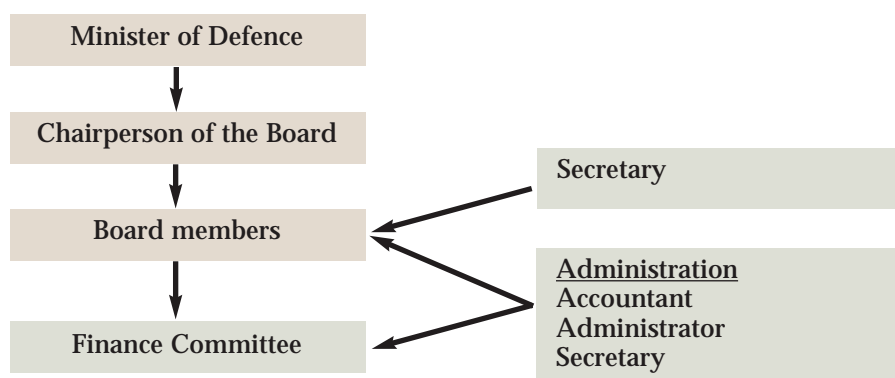 Minister of Defence
Chairperson of the Board
Board members
Finance Committee
Secretary
Administration
Accountant
Administrator
Secretary